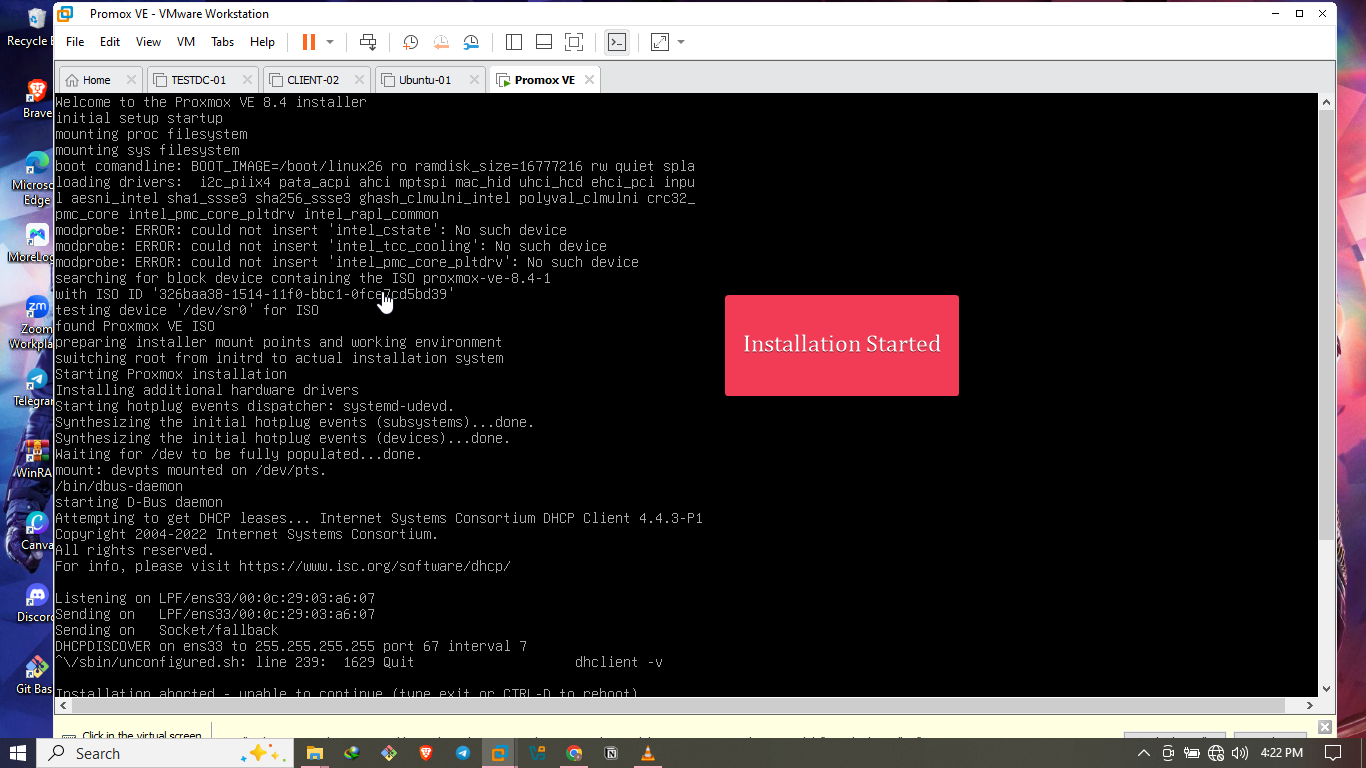 Promox VE - VMware Workstation
File Edit View VM Tabs Help
Home TESTDC-01 CLIENT-02 Ubuntu-01 Promox VE
Recycle
Brave
Edge
Telegra
WinRA
Canva
Discord
Git Bas
Welcome to the Proxmox VE 8.4 installer
initial setup startup
mounting proc filesystem
mounting sys filesystem
boot comandline: BOOT_IMAGE=/boot/linux26 ro ramdisk_size=16777216 rw quiet spla
loading drivers:  i2c_piix4 pata_acpi ahci mptspi mac_hid uhci_hcd ehci_pci inpu
l aesni_intel sha1_ssse3 sha256_ssse3 ghash_clmulni_intel polyval_clmulni crc32_
pmc_core intel_pmc_core_pltdrv intel_rapl_common
modprobe: ERROR: could not insert 'intel_cstate': No such device
modprobe: ERROR: could not insert 'intel_tcc_cooling': No such device
modprobe: ERROR: could not insert 'intel_pmc_core_pltdrv': No such device
searching for block device containing the ISO proxmox-ve-8.4-1
with ISO ID '326baa38-1514-11f0-bbc1-0fce7cd5bd39'
testing device '/dev/sr0' for ISO
found Proxmox VE ISO
preparing installer mount points and working environment
switching root from initrd to actual installation system
Starting Proxmox installation
Installing additional hardware drivers
Starting hotplug events dispatcher: systemd-udevd.
Synthesizing the initial hotplug events (subsystems)...done.
Synthesizing the initial hotplug events (devices)...done.
Waiting for /dev to be fully populated...done.
mount: devpts mounted on /dev/pts.
/bin/dbus-daemon
starting D-Bus daemon
Attempting to get DHCP leases... Internet Systems Consortium DHCP Client 4.4.3-P1
Copyright 2004-2022 Internet Systems Consortium.
All rights reserved.
For info, please visit https://www.isc.org/software/dhcp/
Listening on LPF/ens33/00:0c:29:03:a6:07
Sending on   LPF/ens33/00:0c:29:03:a6:07
Sending on   Socket/fallback
DHCPDISCOVER on ens33 to 255.255.255.255 port 67 interval 7
^\/sbin/unconfigured.sh: line 239:  1629 Quit                    dhclient -v
Installation aborted - unable to continue (type exit or CTRL-D to reboot)
Installation Started
Click in the virtual screen
Search
4:22 PM